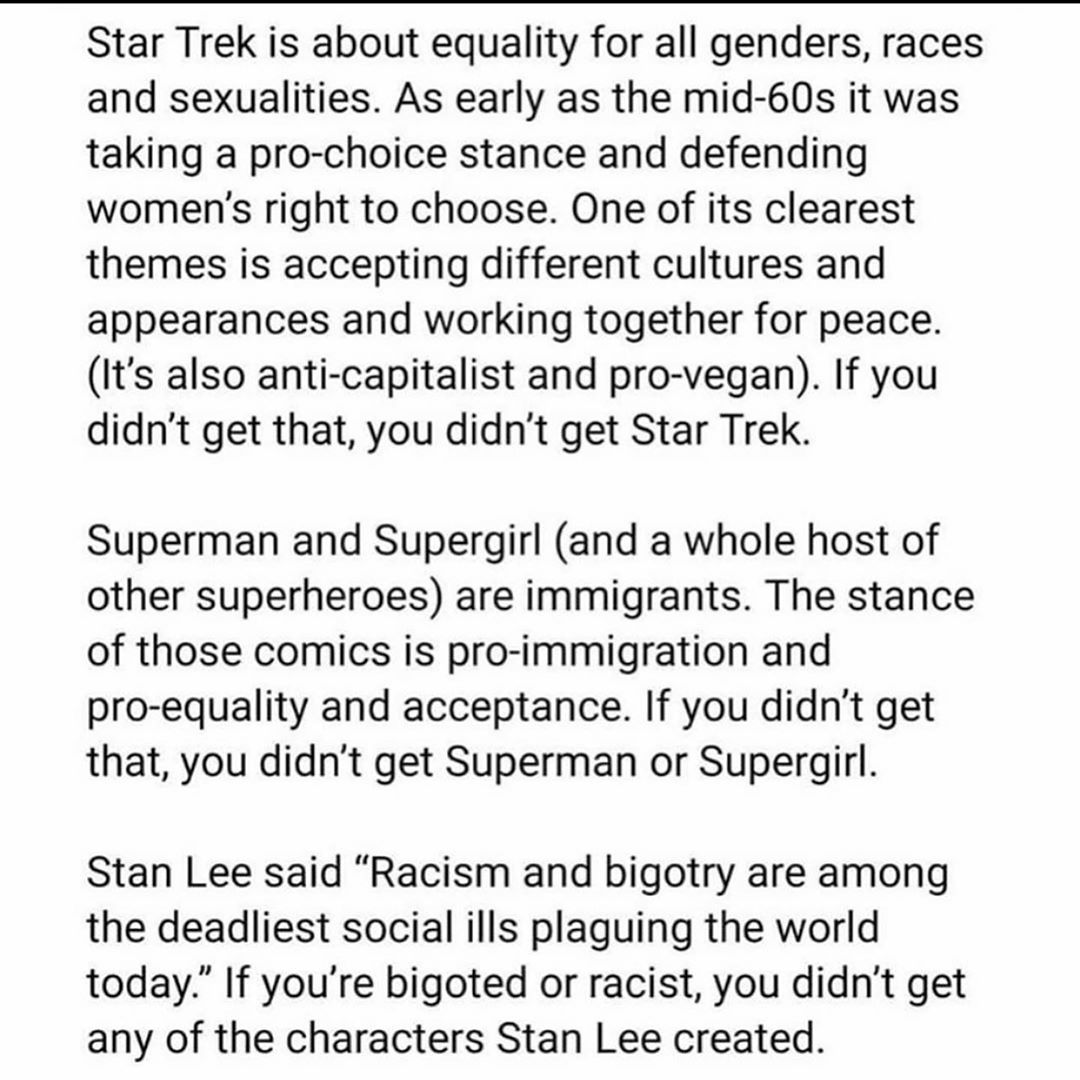 Star Trek is about equality for all genders, races
and sexualities. As early as the mid-60s it was
taking a pro-choice stance and defending
women’s right to choose. One of its clearest
themes is accepting different cultures and
appearances and working together for peace.
(It’s also anti-capitalist and pro-vegan). If you
didn’t get that, you didn’t get Star Trek.

Superman and Supergirl (and a whole host of
other superheroes) are immigrants. The stance
of those comics is pro-immigration and
pro-equality and acceptance. If you didn’t get
that, you didn’t get Superman or Supergirl.

Stan Lee said “Racism and bigotry are among
the deadliest social ills plaguing the world
today.” If you’re bigoted or racist, you didn’t get
any of the characters Stan Lee created.